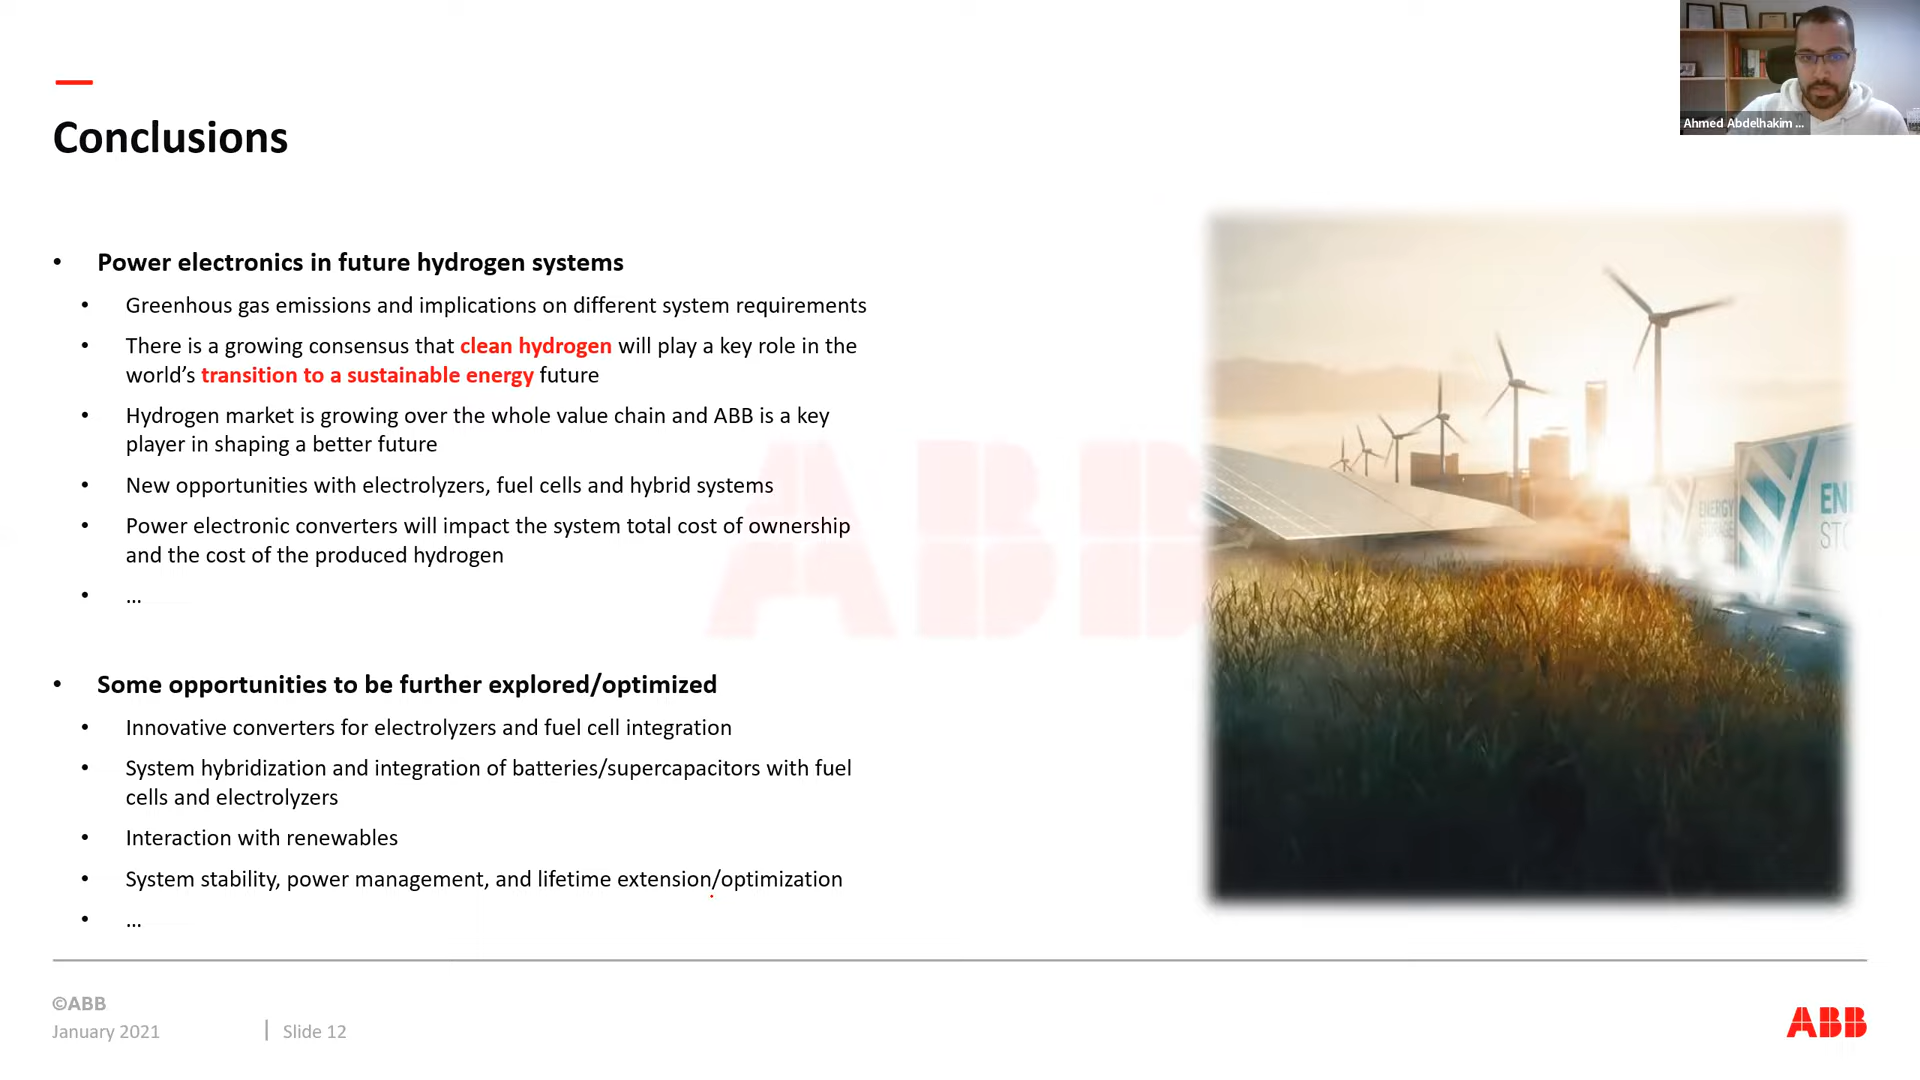 Ahmed Abdelhakim ...
Conclusions
• Power electronics in future hydrogen systems
• Greenhous gas emissions and implications on different system requirements
• There is a growing consensus that clean hydrogen will play a key role in the
world’s transition to a sustainable energy future
• Hydrogen market is growing over the whole value chain and ABB is a key
player in shaping a better future
• New opportunities with electrolyzers, fuel cells and hybrid systems
• Power electronic converters will impact the system total cost of ownership
and the cost of the produced hydrogen
• ...
• Some opportunities to be further explored/optimized
• Innovative converters for electrolyzers and fuel cell integration
• System hybridization and integration of batteries/supercapacitors with fuel
cells and electrolyzers
• Interaction with renewables
• System stability, power management, and lifetime extension/optimization
• ...
ABB
ENERGY
STORAGE
EN
STO
©ABB
January 2021 | Slide 12
ABB